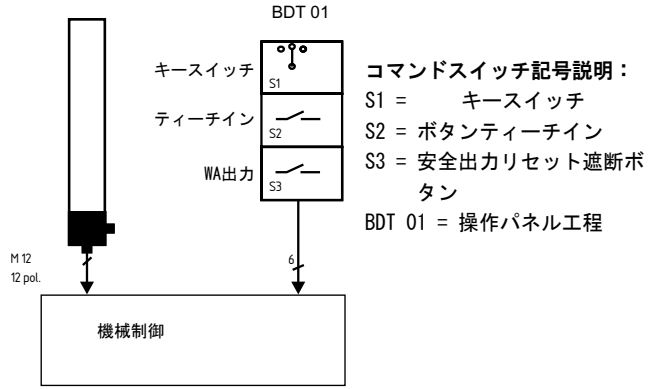 BDT 01
キースイッチ
S1
ティーチイン
S2
WA出力
S3
コマンドスイッチ記号説明：
S1 = キースイッチ
S2 = ボタンティーチイン
S3 = 安全出力リセット遮断ボ
タン
BDT 01 = 操作パネル工程
M 12
12 pol.
6
機械制御